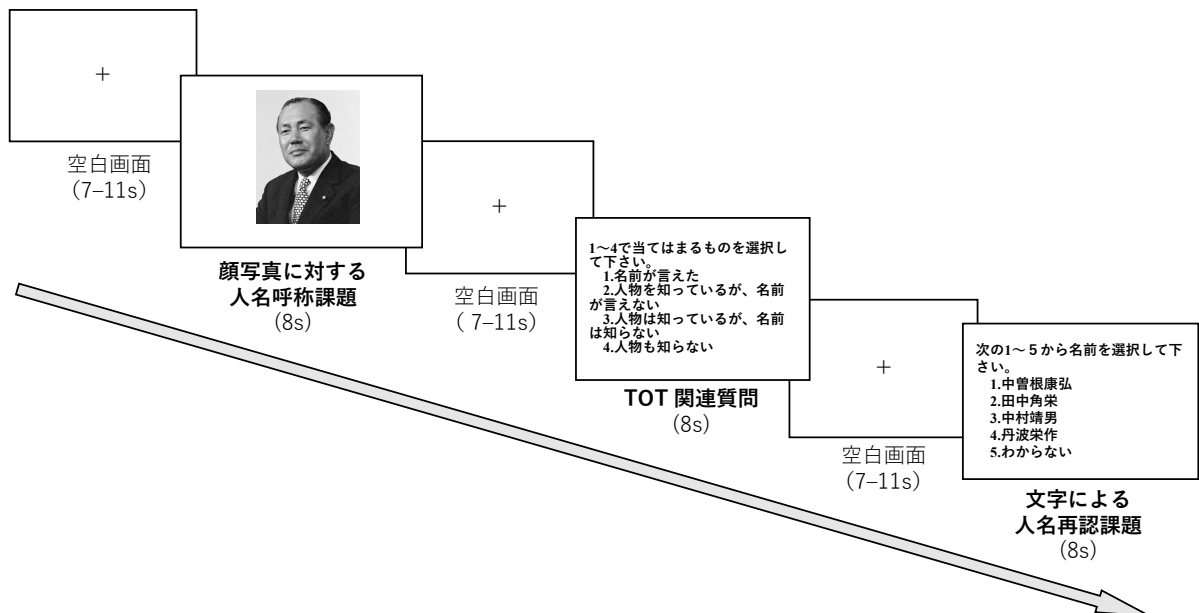 +
空白画面
（7–11s）
顔写真に対する
人名呼称課題
(8s)
+
空白画面
（ 7–11s）
1～4で当てはまるものを選択し
て下さい。
1.名前が言えた
2.人物を知っているが、名前
が言えない
3.人物は知っているが、名前
は知らない
4.人物も知らない
TOT 関連質問
(8s)
+
空白画面
（7–11s）
次の1～５から名前を選択して下
さい。
1.中曽根康弘
2.田中角栄
3.中村靖男
4.丹波栄作
5.わからない
文字による
人名再認課題
(8s)